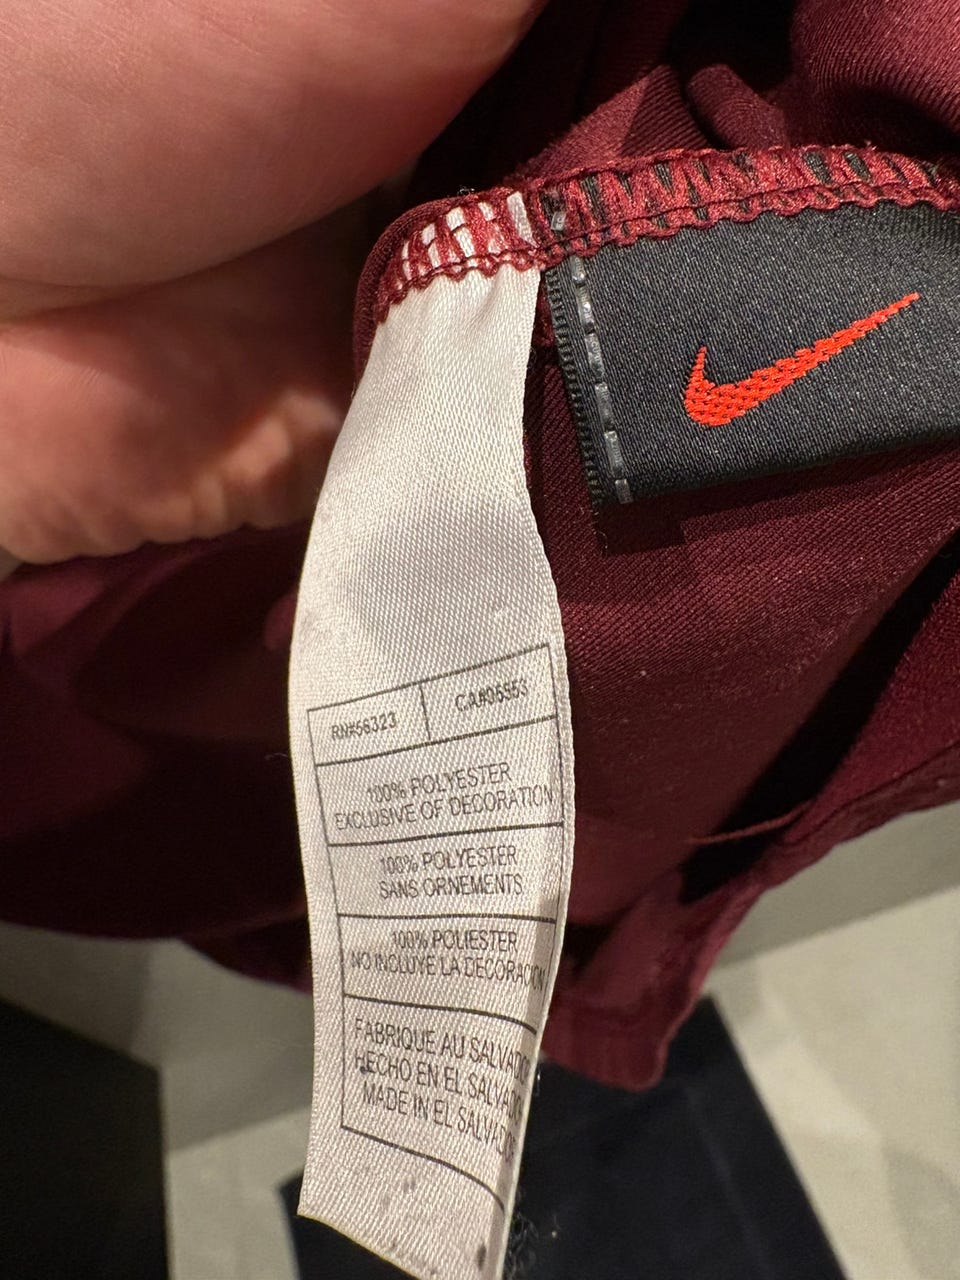 RN#56323
CA#05553
100% POLYESTER
EXCLUSIVE OF DECORATION
100% POLYESTER
SANS ORNEMENTS
100% POLIESTER
NO INCLUYE LA DECORACION
FABRIQUE AU SALVADOR
HECHO EN EL SALVADOR
MADE IN EL SALVADOR